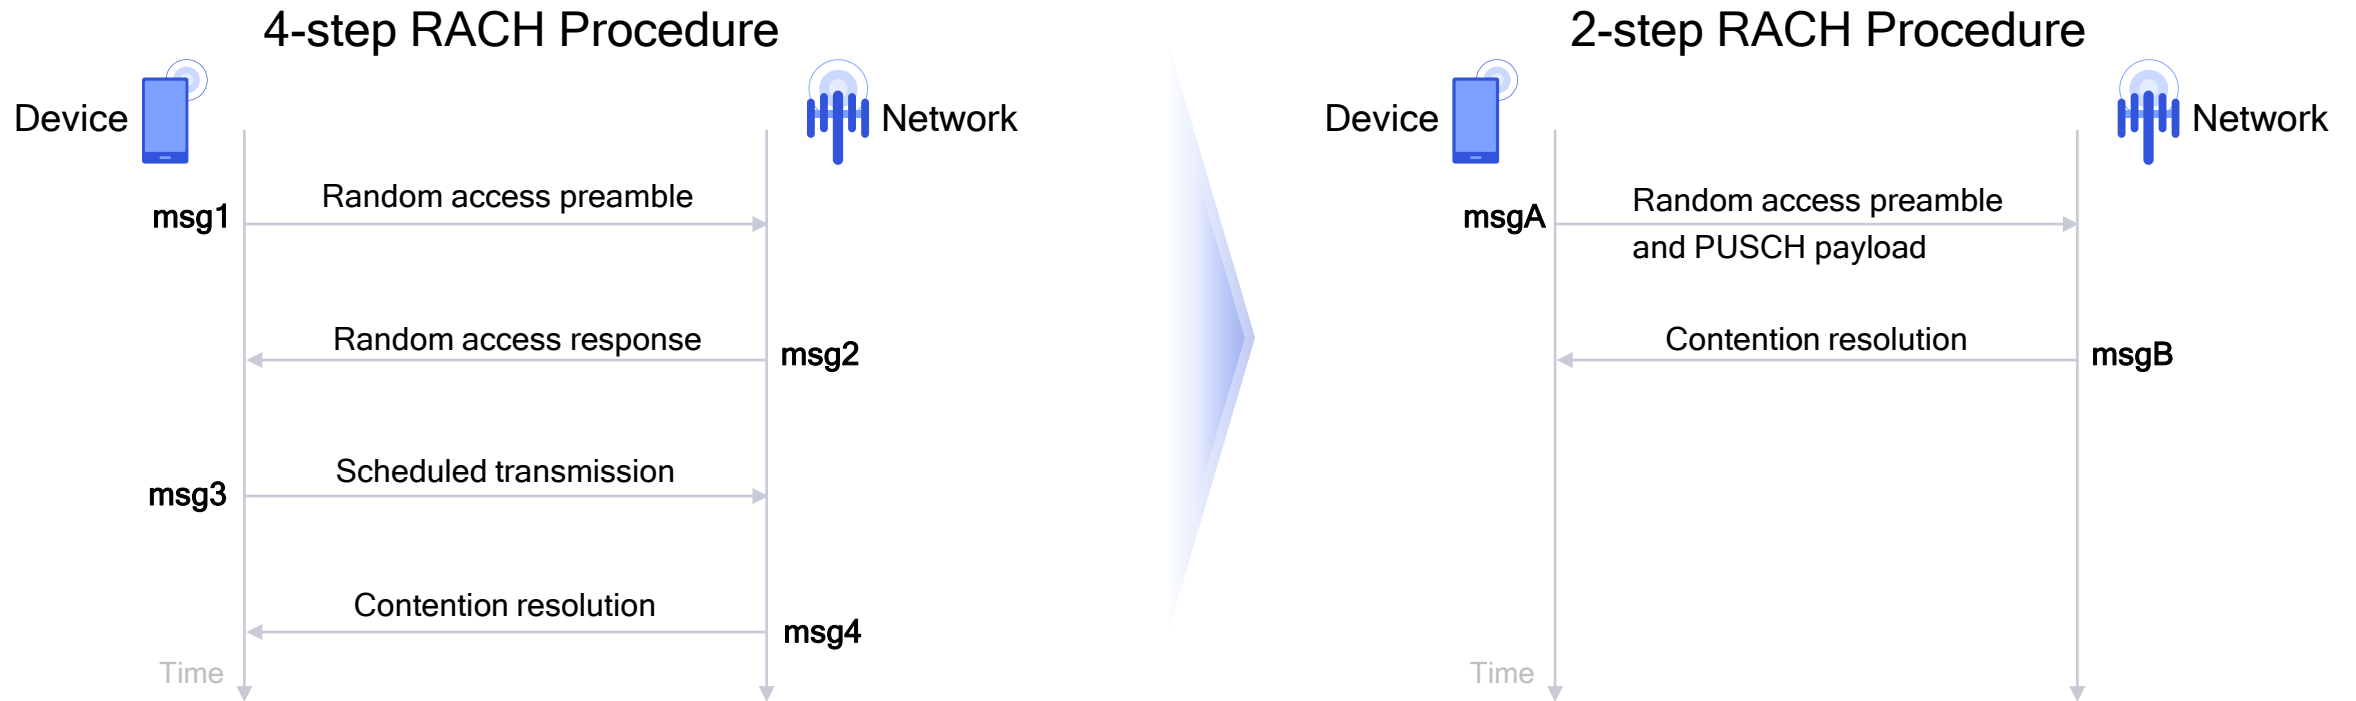 4-step RACH Procedure
Device
Network
msg1
Random access preamble
Random access response
msg2
Scheduled transmission
msg3
Contention resolution
msg4
Time
2-step RACH Procedure
Device
Network
msgA
Random access preamble
and PUSCH payload
Contention resolution
msgB
Time